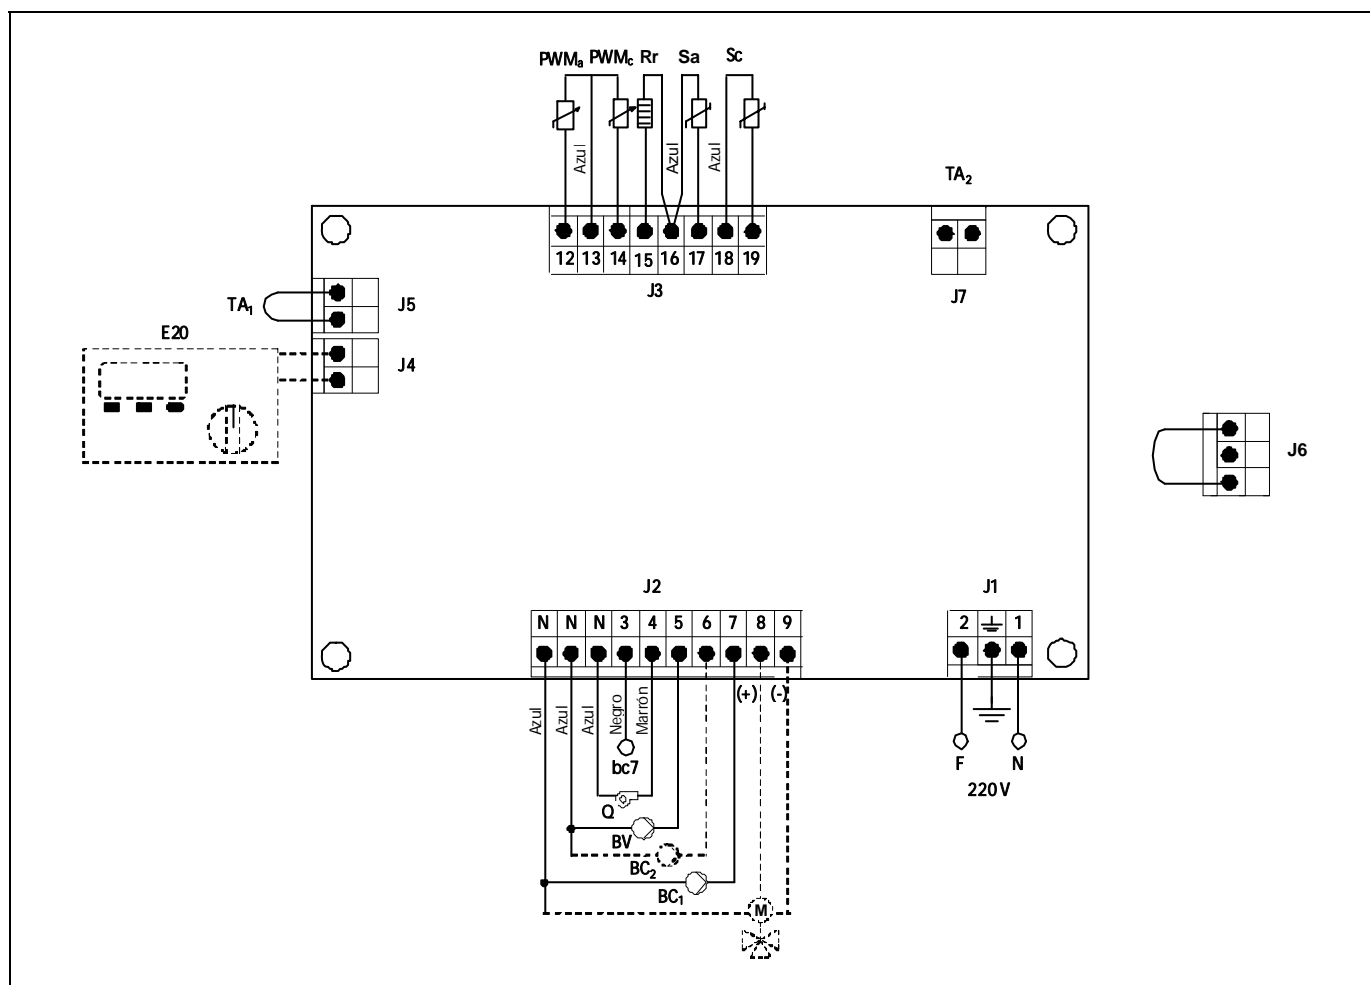 PWMa PWMc Rr Sa Sc
Azul Azul Azul
TA2
12 13 14 15 16 17 18 19
J3
J7
TA1
J5
E20
J4
J6
J2
J1
N N N 3 4 5 6 7 8 9
2 1
(+) (-)
Azul Azul Azul Negro Marrón
bc7
F N
220 V
Q
BV
BC2
BC1
M